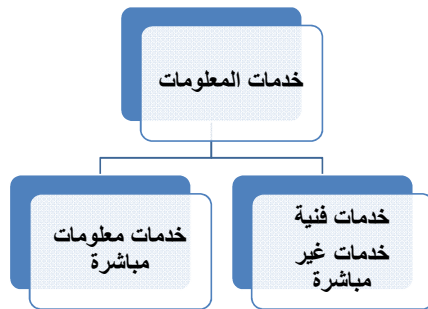 خدمات المعلومات
خدمات فنية
خدمات غير
مباشرة
خدمات معلومات
مباشرة